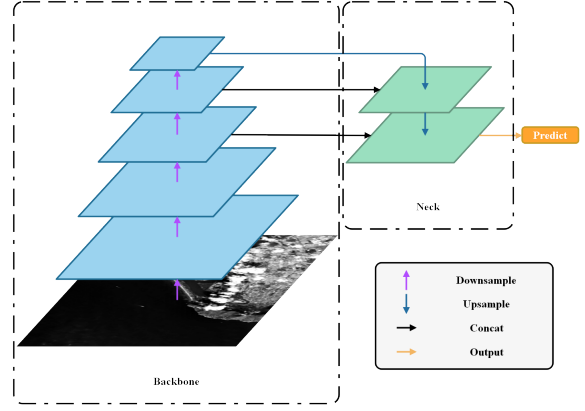 Predict
Neck
Downsample
Upsample
Concat
Output
Backbone